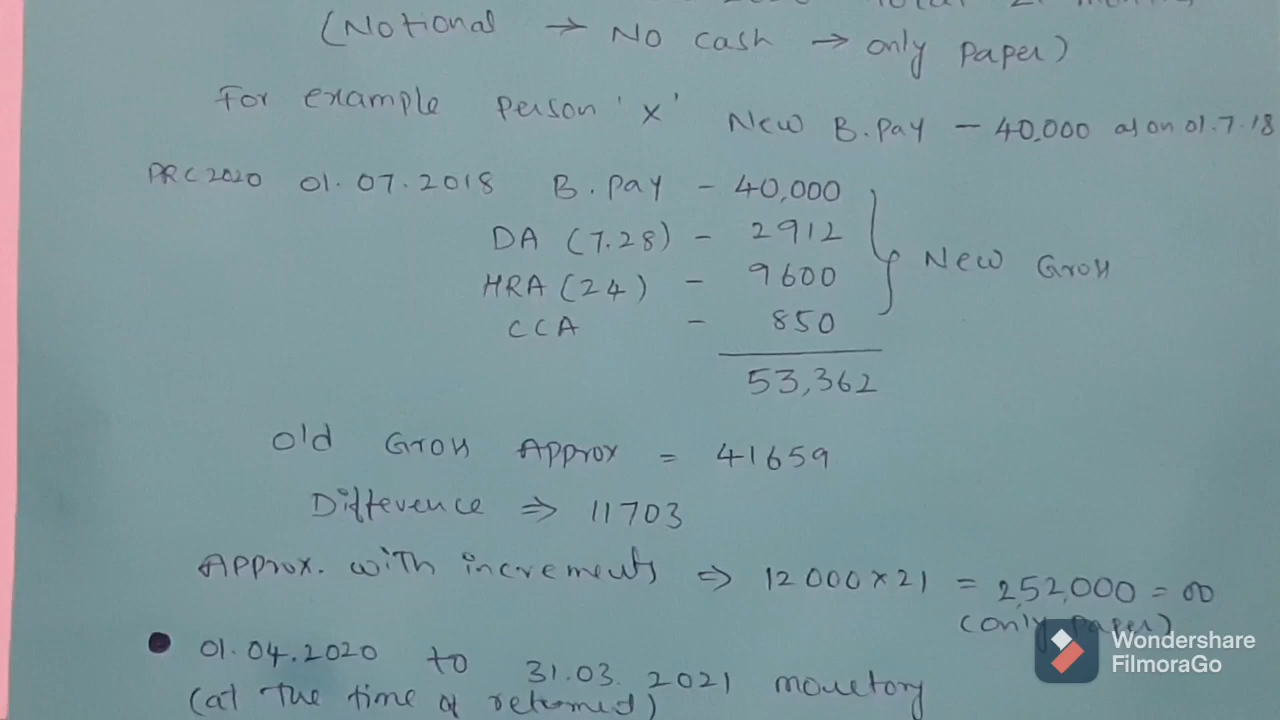 (Notional → No cash → only paper)
For example person 'x' New B.pay - 40,000 as on 01.7.18
PRC2020 01.07.2018 B.pay - 40,000
DA (7.28) - 2912
HRA (24) - 9600
CCA - 850
New Gross
53,362
Old Gross Approx = 41659
Difference ⇒ 11703
Approx. with increments ⇒ 12000×21 = 252,000 = 00
(only paper)
01.04.2020 to 31.03.2021 monetory
(at the time of retirned)
Wondershare
FilmoraGo